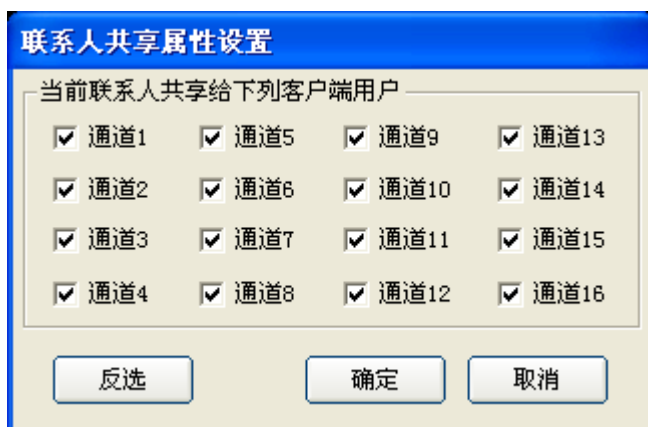 联系人共享属性设置
当前联系人共享给下列客户端用户
通道1 通道5 通道9 通道13
通道2 通道6 通道10 通道14
通道3 通道7 通道11 通道15
通道4 通道8 通道12 通道16
反选 确定 取消